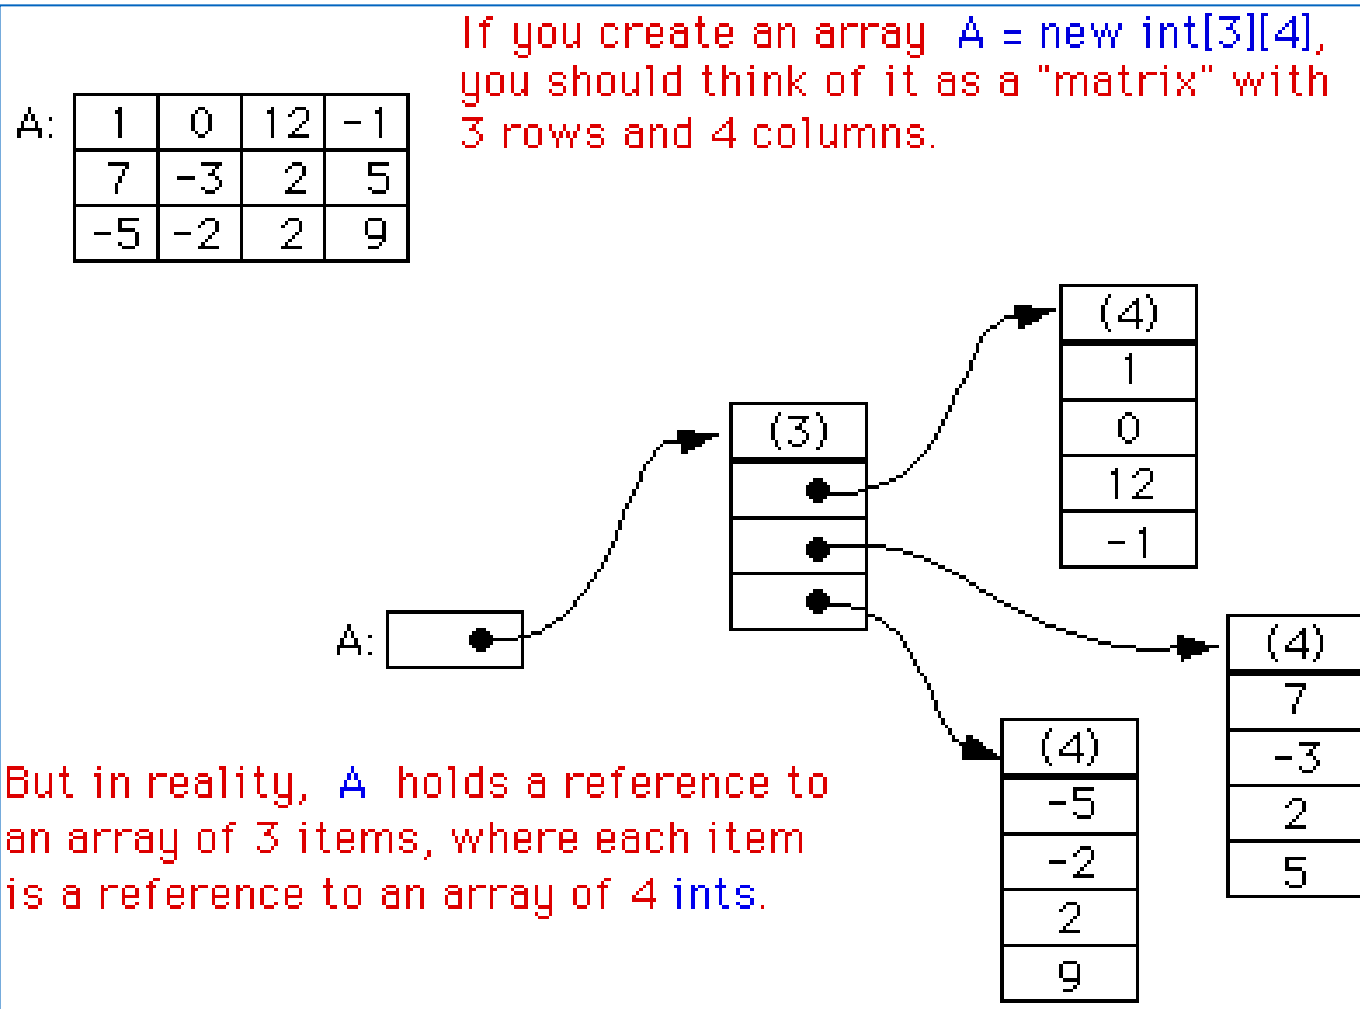 If you create an array A = new int[3][4],
you should think of it as a "matrix" with
3 rows and 4 columns.
A: 1 0 12 -1
7 -3 2 5
-5 -2 2 9
(4)
1
0
12
-1
(3)
A:
(4)
7
-3
2
5
(4)
-5
-2
2
9
But in reality, A holds a reference to
an array of 3 items, where each item
is a reference to an array of 4 ints.